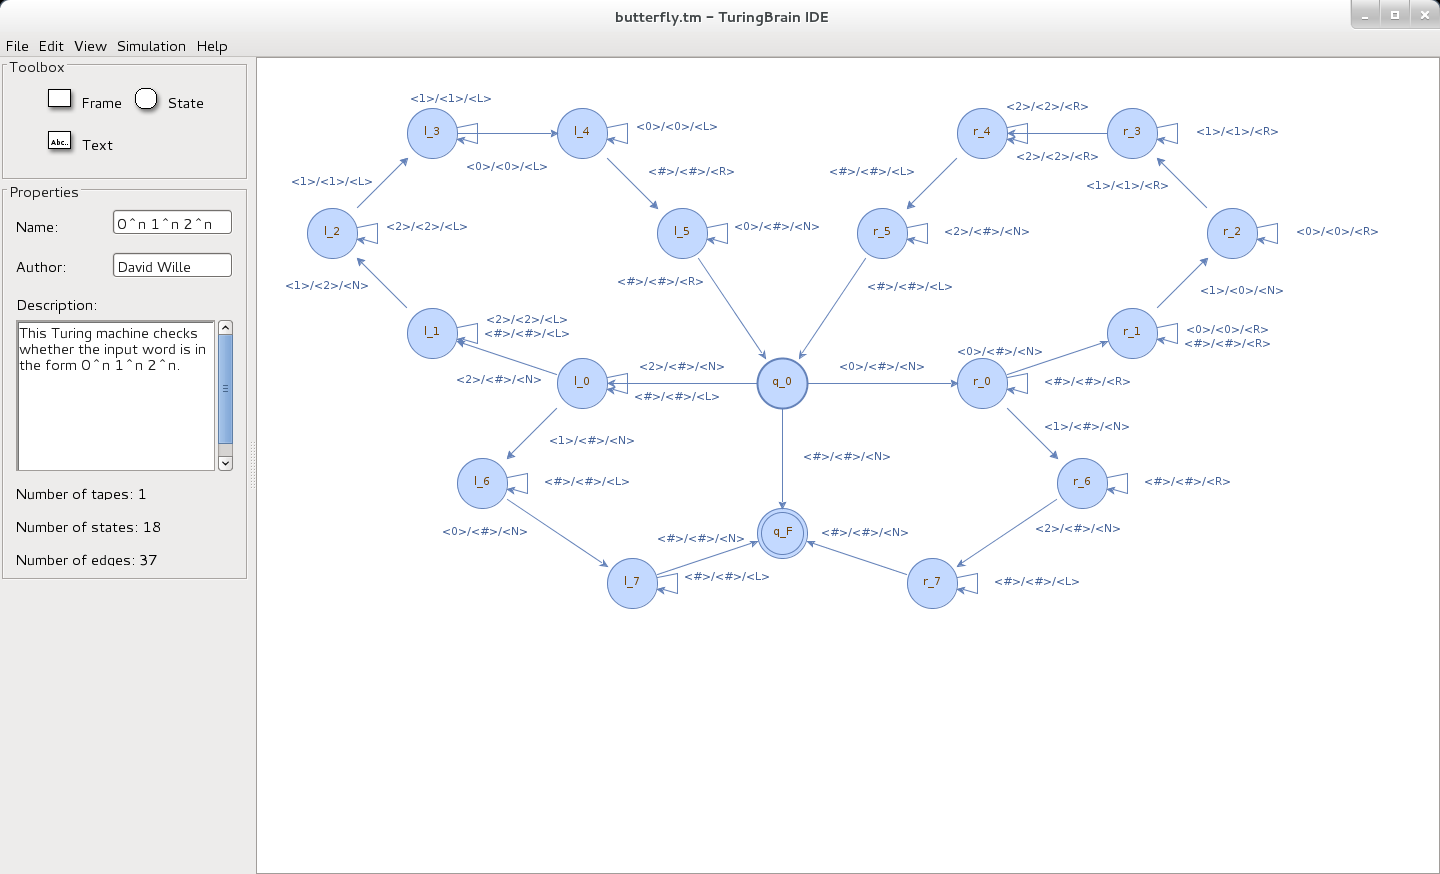 butterfly.tm - TuringBrain IDE
File Edit View Simulation Help
Toolbox
Frame State
Abc..
Text
Properties
Name: 0^n 1^n 2^n
Author: David Wille
Description:
This Turing machine checks
whether the input word is in
the form 0^n 1^n 2^n.
Number of tapes: 1
Number of states: 18
Number of edges: 37
<1>/<1>/<L>
l_3
l_4
<0>/<0>/<L>
<0>/<0>/<L>
<1>/<1>/<L>
<#>/<#>/<R>
l_2
<2>/<2>/<L>
l_5
<0>/<#>/<N>
<1>/<2>/<N>
<#>/<#>/<R>
l_1
<2>/<2>/<L>
<#>/<#>/<L>
<2>/<#>/<N>
l_0
<2>/<#>/<N>
<#>/<#>/<L>
q_0
<1>/<#>/<N>
l_6
<#>/<#>/<L>
<0>/<#>/<N>
l_7
<#>/<#>/<N>
<#>/<#>/<L>
<#>/<#>/<N>
q_F
<2>/<2>/<R>
r_4
r_3
<1>/<1>/<R>
<2>/<2>/<R>
<#>/<#>/<L>
<1>/<1>/<R>
r_5
<2>/<#>/<N>
r_2
<0>/<0>/<R>
<#>/<#>/<L>
<1>/<0>/<N>
r_1
<0>/<0>/<R>
<#>/<#>/<R>
<0>/<#>/<N>
<0>/<#>/<N>
r_0
<#>/<#>/<R>
<1>/<#>/<N>
r_6
<#>/<#>/<R>
<2>/<#>/<N>
<#>/<#>/<N>
r_7
<#>/<#>/<L>